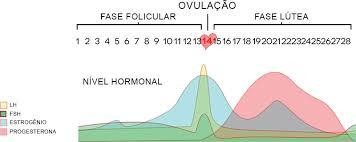 OVULAÇÃO
FASE FOLICULAR FASE LÚTEA
1 2 3 4 5 6 7 8 9 10 11 12 13 14 15 16 17 18 19 20 21 22 23 24 25 26 27 28
NÍVEL HORMONAL
LH
FSH
ESTROGÊNIO
PROGESTERONA